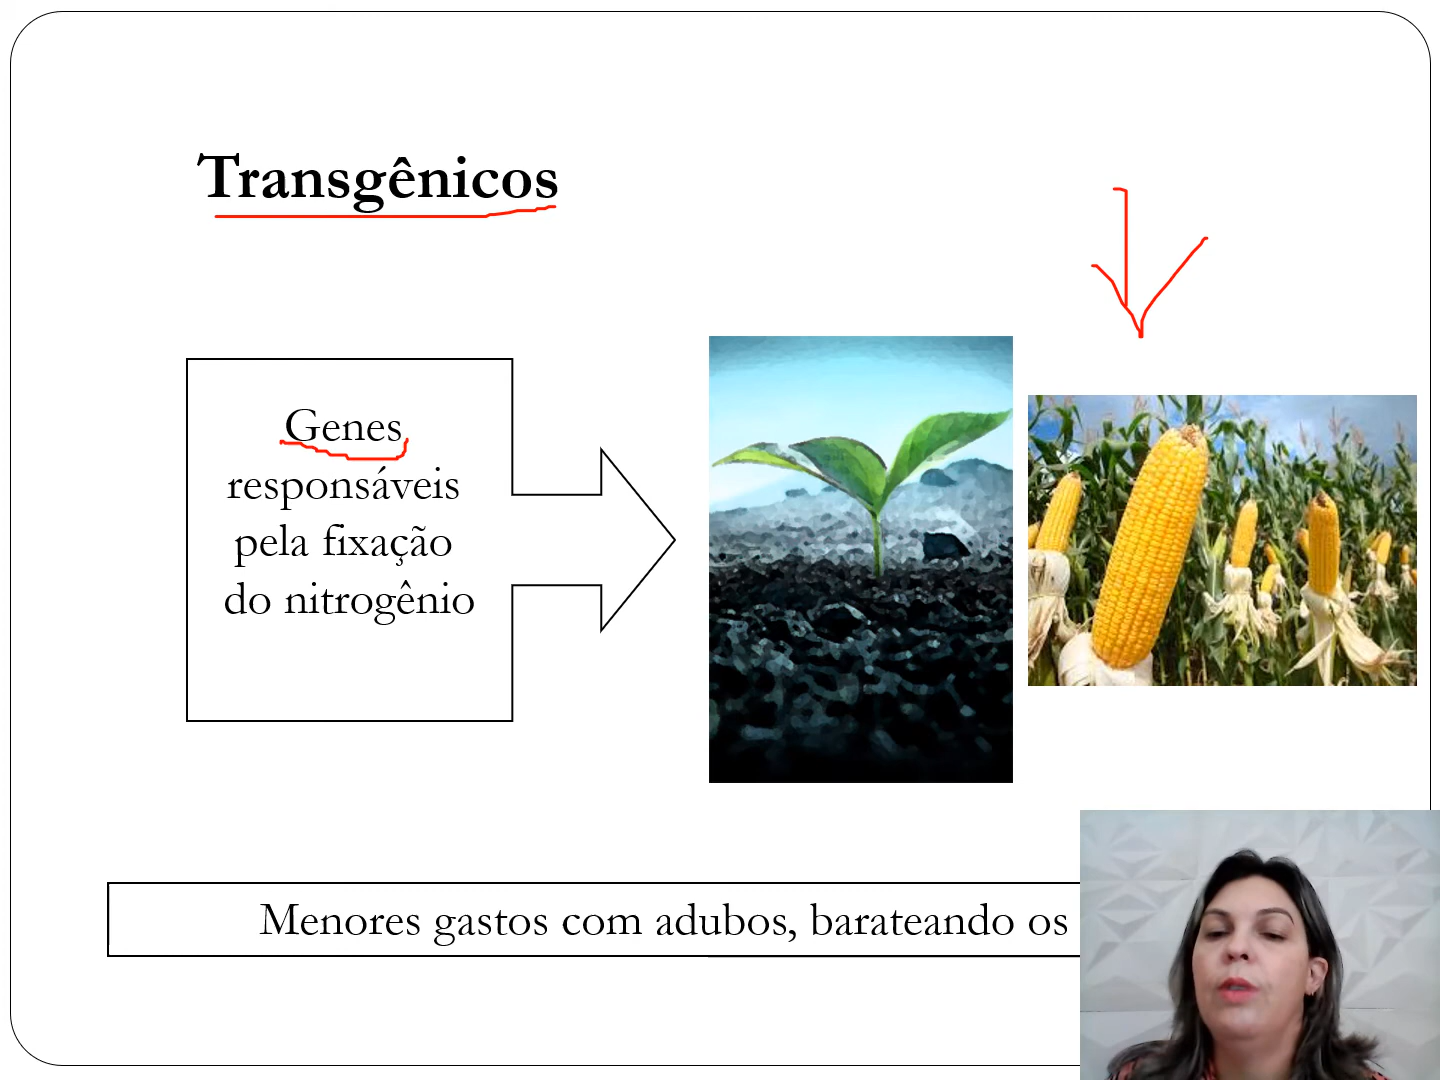 Transgênicos
Genes
responsáveis
pela fixação
do nitrogênio
Menores gastos com adubos, barateando os